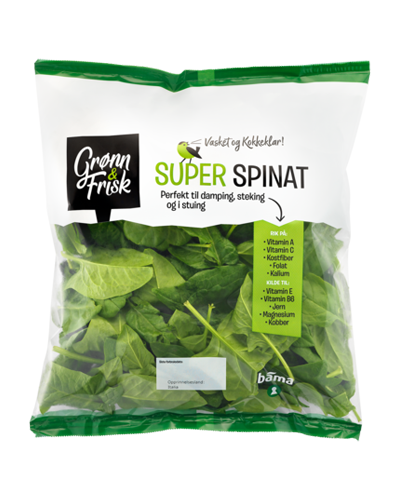 Vasket og Kokkeklar!
Grønn
&
Frisk
SUPER SPINAT
Perfekt til damping, steking
og i stuing
RIK PÅ:
• Vitamin A
• Vitamin C
• Kostfiber
• Folat
• Kalium
KILDE TIL:
• Vitamin E
• Vitamin B6
• Jern
• Magnesium
• Kobber
bama